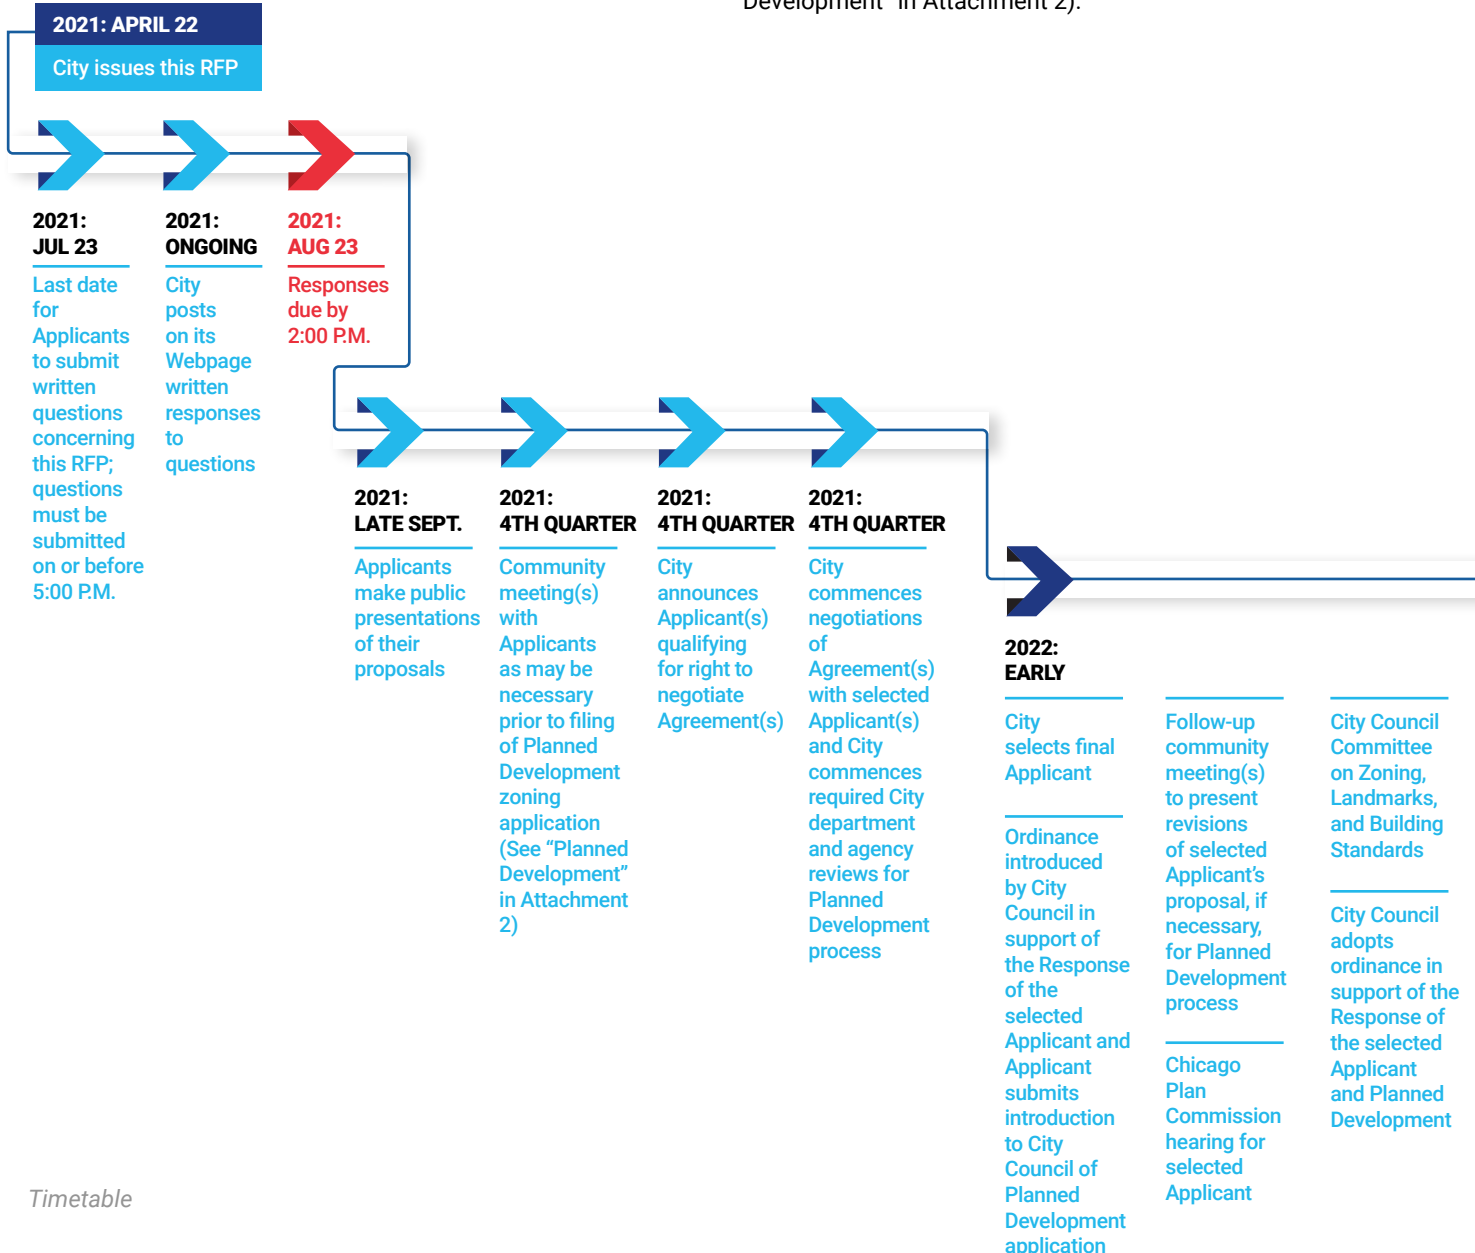 Development" in Attachment 2).
2021: APRIL 22
City issues this RFP
2021:
JUL 23
Last date
for
Applicants
to submit
written
questions
concerning
this RFP;
questions
must be
submitted
on or before
5:00 P.M.
2021:
ONGOING
City
posts
on its
Webpage
written
responses
to
questions
2021:
AUG 23
Responses
due by
2:00 P.M.
2021:
LATE SEPT.
Applicants
make public
presentations
of their
proposals
2021:
4TH QUARTER
Community
meeting(s)
with
Applicants
as may be
necessary
prior to filing
of Planned
Development
zoning
application
(See “Planned
Development”
in Attachment
2)
2021:
4TH QUARTER
City
announces
Applicant(s)
qualifying
for right to
negotiate
Agreement(s)
2021:
4TH QUARTER
City
commences
negotiations
of
Agreement(s)
with selected
Applicant(s)
and City
commences
required City
department
and agency
reviews for
Planned
Development
process
2022:
EARLY
City
selects final
Applicant
Ordinance
introduced
by City
Council in
support of
the Response
of the
selected
Applicant and
Applicant
submits
introduction
to City
Council of
Planned
Development
application
Follow-up
community
meeting(s)
to present
revisions
of selected
Applicant’s
proposal, if
necessary,
for Planned
Development
process
Chicago
Plan
Commission
hearing for
selected
Applicant
City Council
Committee
on Zoning,
Landmarks,
and Building
Standards
City Council
adopts
ordinance in
support of the
Response of
the selected
Applicant
and Planned
Development
Timetable